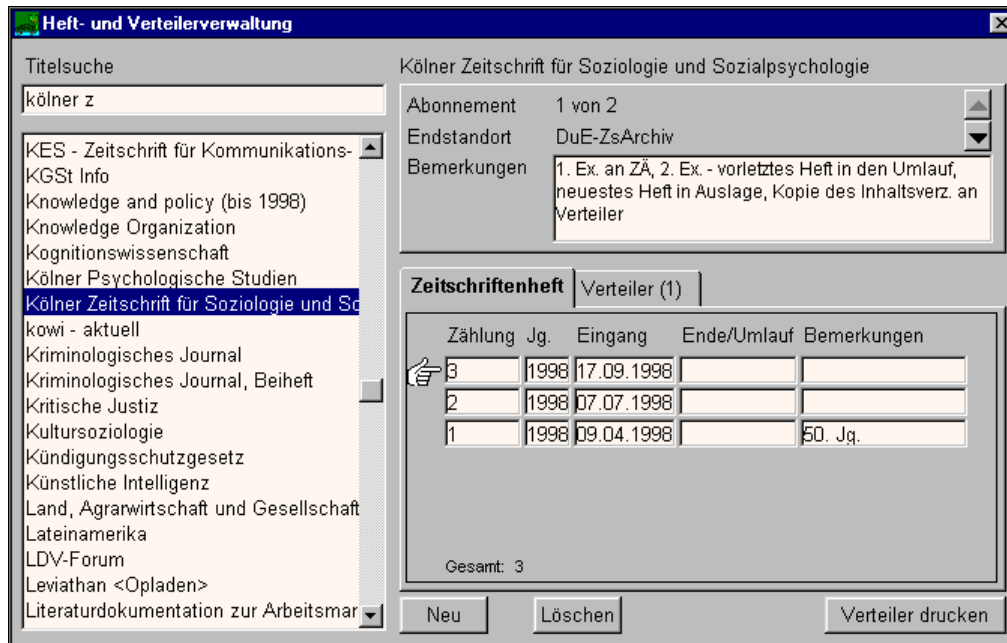 Heft- und Verteilerverwaltung
Titelsuche
kölner z
KES - Zeitschrift für Kommunikations-
KGSt Info
Knowledge and policy (bis 1998)
Knowledge Organization
Kognitionswissenschaft
Kölner Psychologische Studien
Kölner Zeitschrift für Soziologie und So
kowi - aktuell
Kriminologisches Journal
Kriminologisches Journal, Beiheft
Kritische Justiz
Kultursoziologie
Kündigungsschutzgesetz
Künstliche Intelligenz
Land, Agrarwirtschaft und Gesellschaft
Lateinamerika
LDV-Forum
Leviathan <Opladen>
Literaturdokumentation zur Arbeitsmar
Kölner Zeitschrift für Soziologie und Sozialpsychologie
Abonnement 1 von 2
Endstandort DuE-ZsArchiv
Bemerkungen 1. Ex. an ZÄ, 2. Ex. - vorletztes Heft in den Umlauf,
neuestes Heft in Auslage, Kopie des Inhaltsverz. an
Verteiler
Zeitschriftenheft Verteiler (1)
Zählung Jg. Eingang Ende/Umlauf Bemerkungen
3 1998 17.09.1998
2 1998 07.07.1998
1 1998 09.04.1998 50. Jg.
Gesamt: 3
Neu Löschen Verteiler drucken